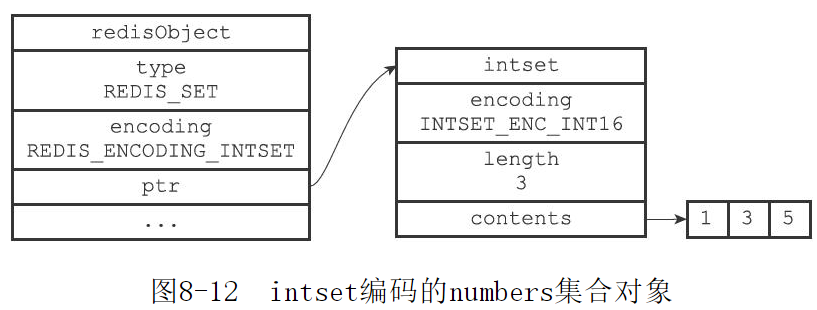 redisObject
type
REDIS_SET
encoding
REDIS_ENCODING_INTSET
ptr
...
intset
encoding
INTSET_ENC_INT16
length
3
contents
1 3 5
图8-12 intset编码的numbers集合对象